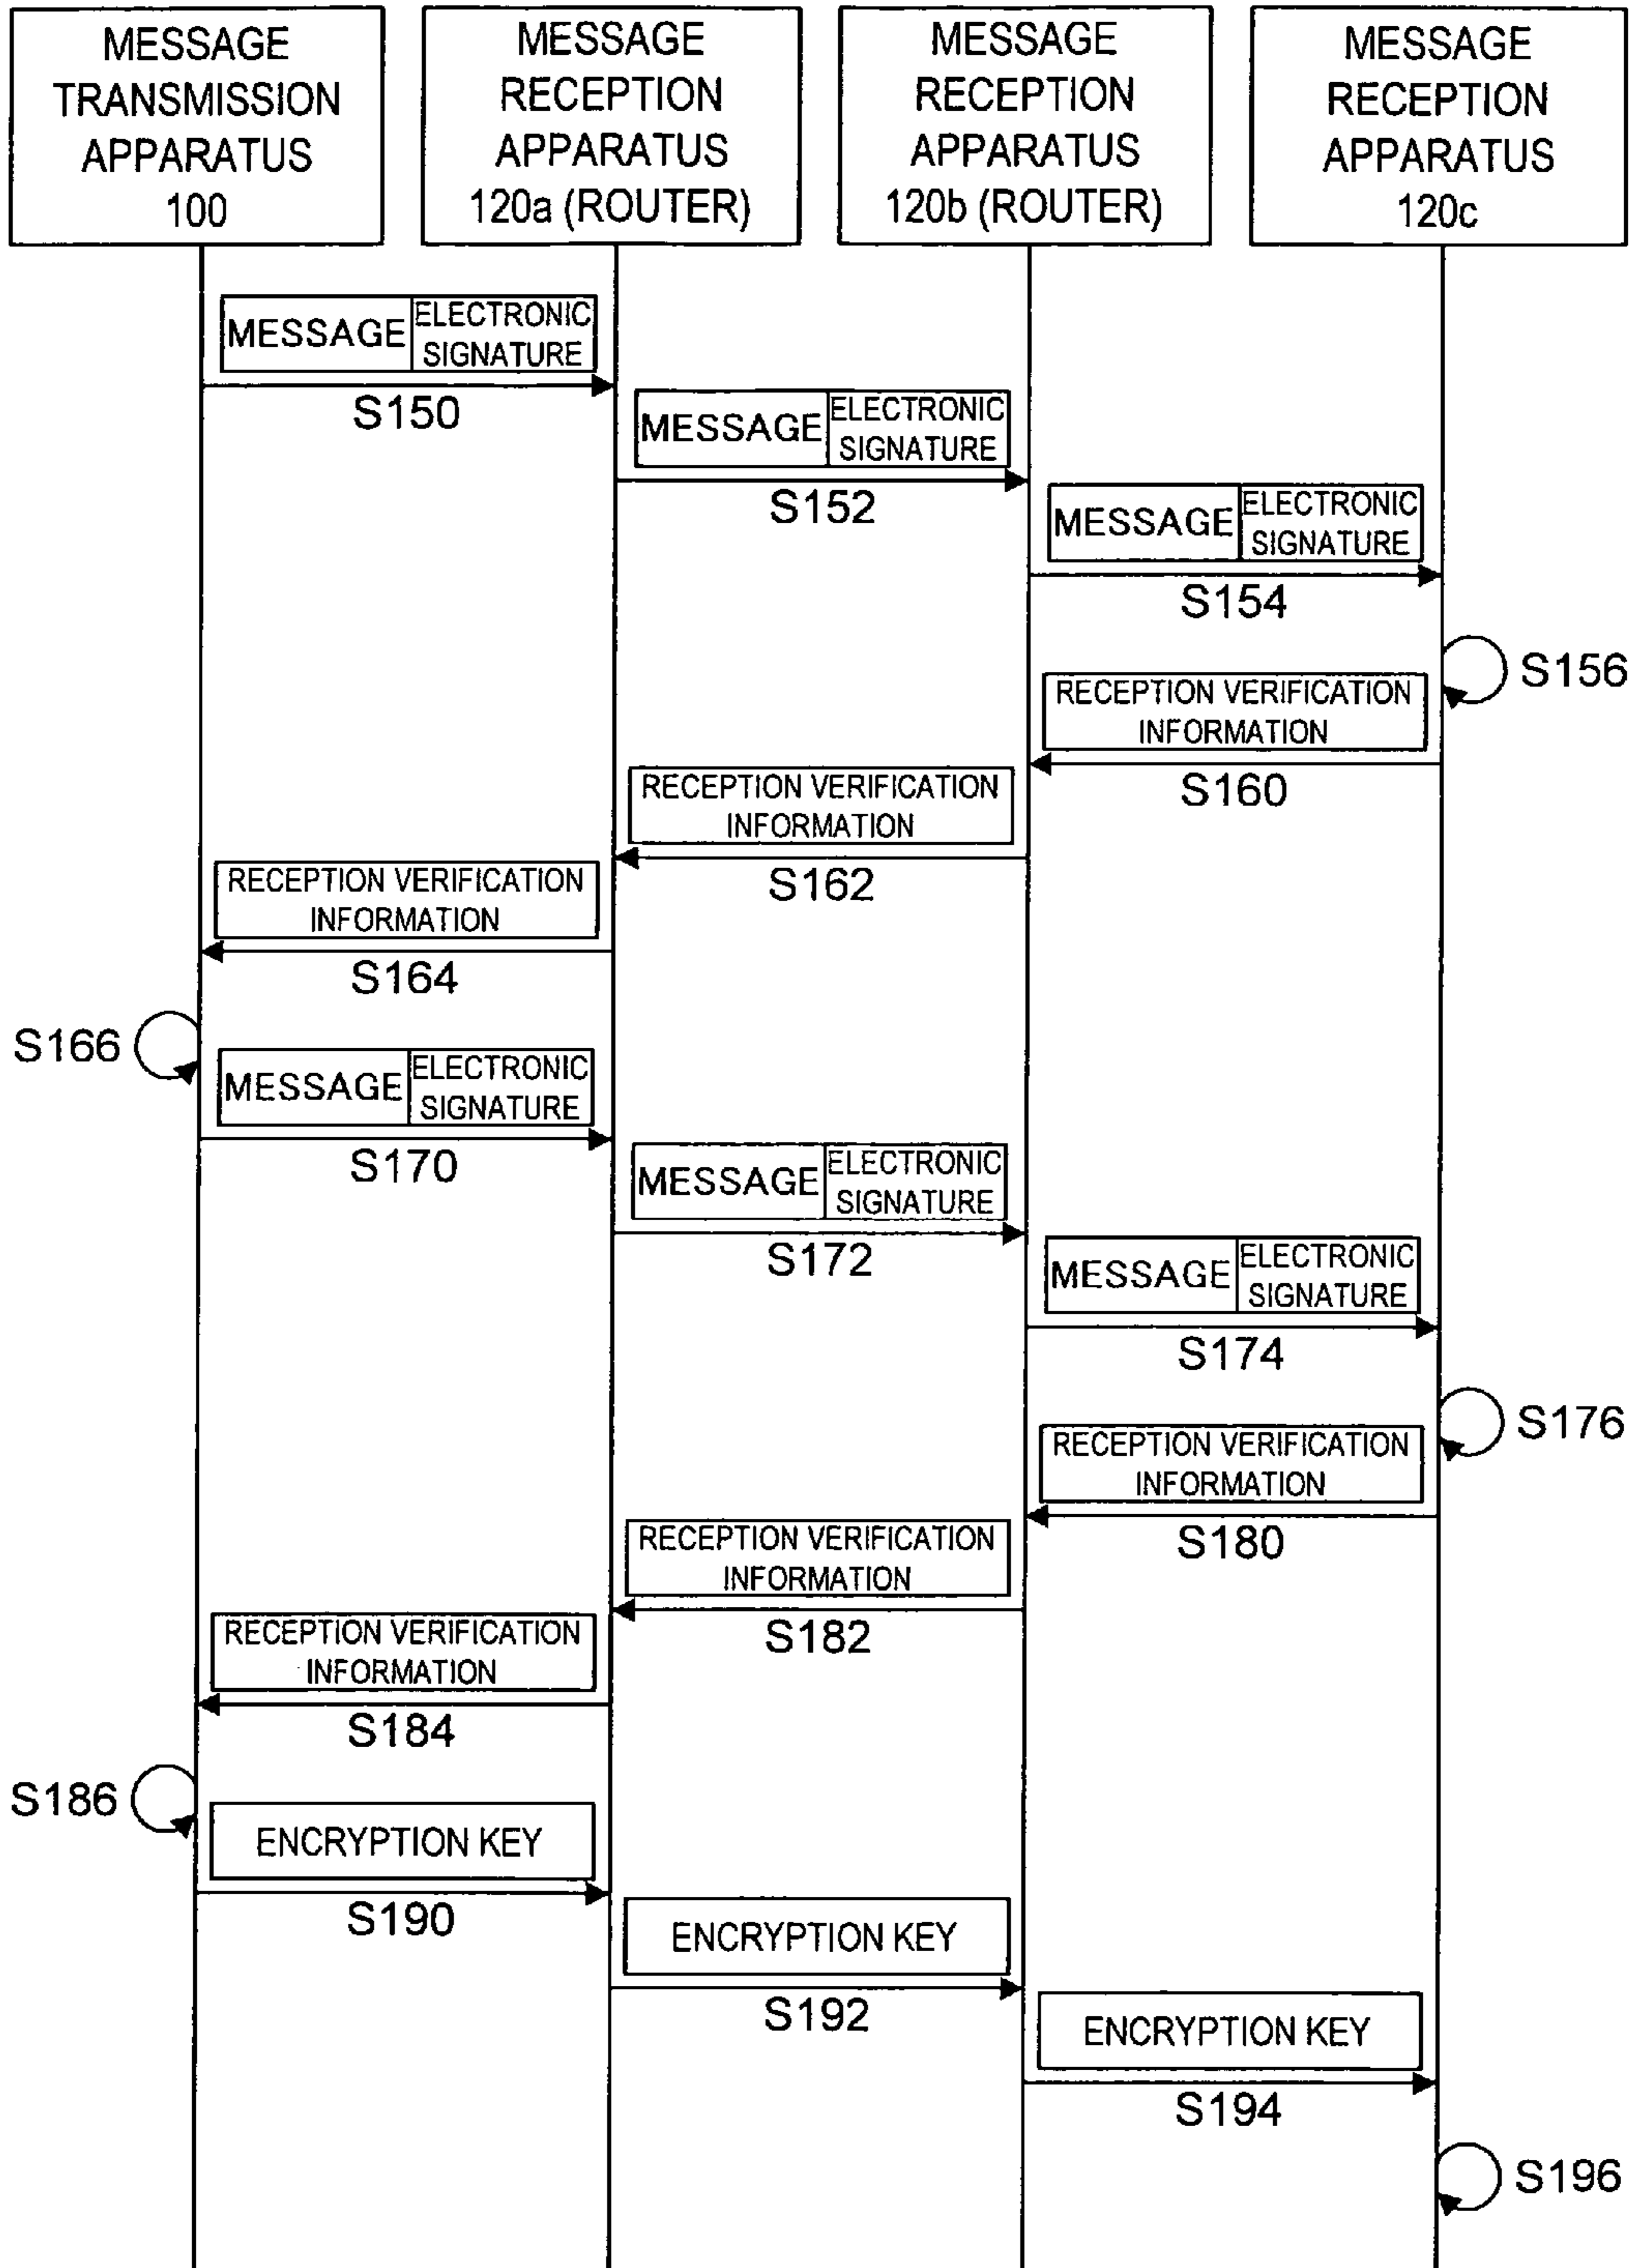 MESSAGE
TRANSMISSION
APPARATUS
100
MESSAGE
RECEPTION
APPARATUS
120a (ROUTER)
MESSAGE
RECEPTION
APPARATUS
120b (ROUTER)
MESSAGE
RECEPTION
APPARATUS
120c
MESSAGE
ELECTRONIC
SIGNATURE
S150
MESSAGE
ELECTRONIC
SIGNATURE
S152
MESSAGE
ELECTRONIC
SIGNATURE
S154
S156
RECEPTION VERIFICATION
INFORMATION
S160
RECEPTION VERIFICATION
INFORMATION
S162
RECEPTION VERIFICATION
INFORMATION
S164
S166
MESSAGE
ELECTRONIC
SIGNATURE
S170
MESSAGE
ELECTRONIC
SIGNATURE
S172
MESSAGE
ELECTRONIC
SIGNATURE
S174
S176
RECEPTION VERIFICATION
INFORMATION
S180
RECEPTION VERIFICATION
INFORMATION
S182
RECEPTION VERIFICATION
INFORMATION
S184
S186
ENCRYPTION KEY
S190
ENCRYPTION KEY
S192
ENCRYPTION KEY
S194
S196